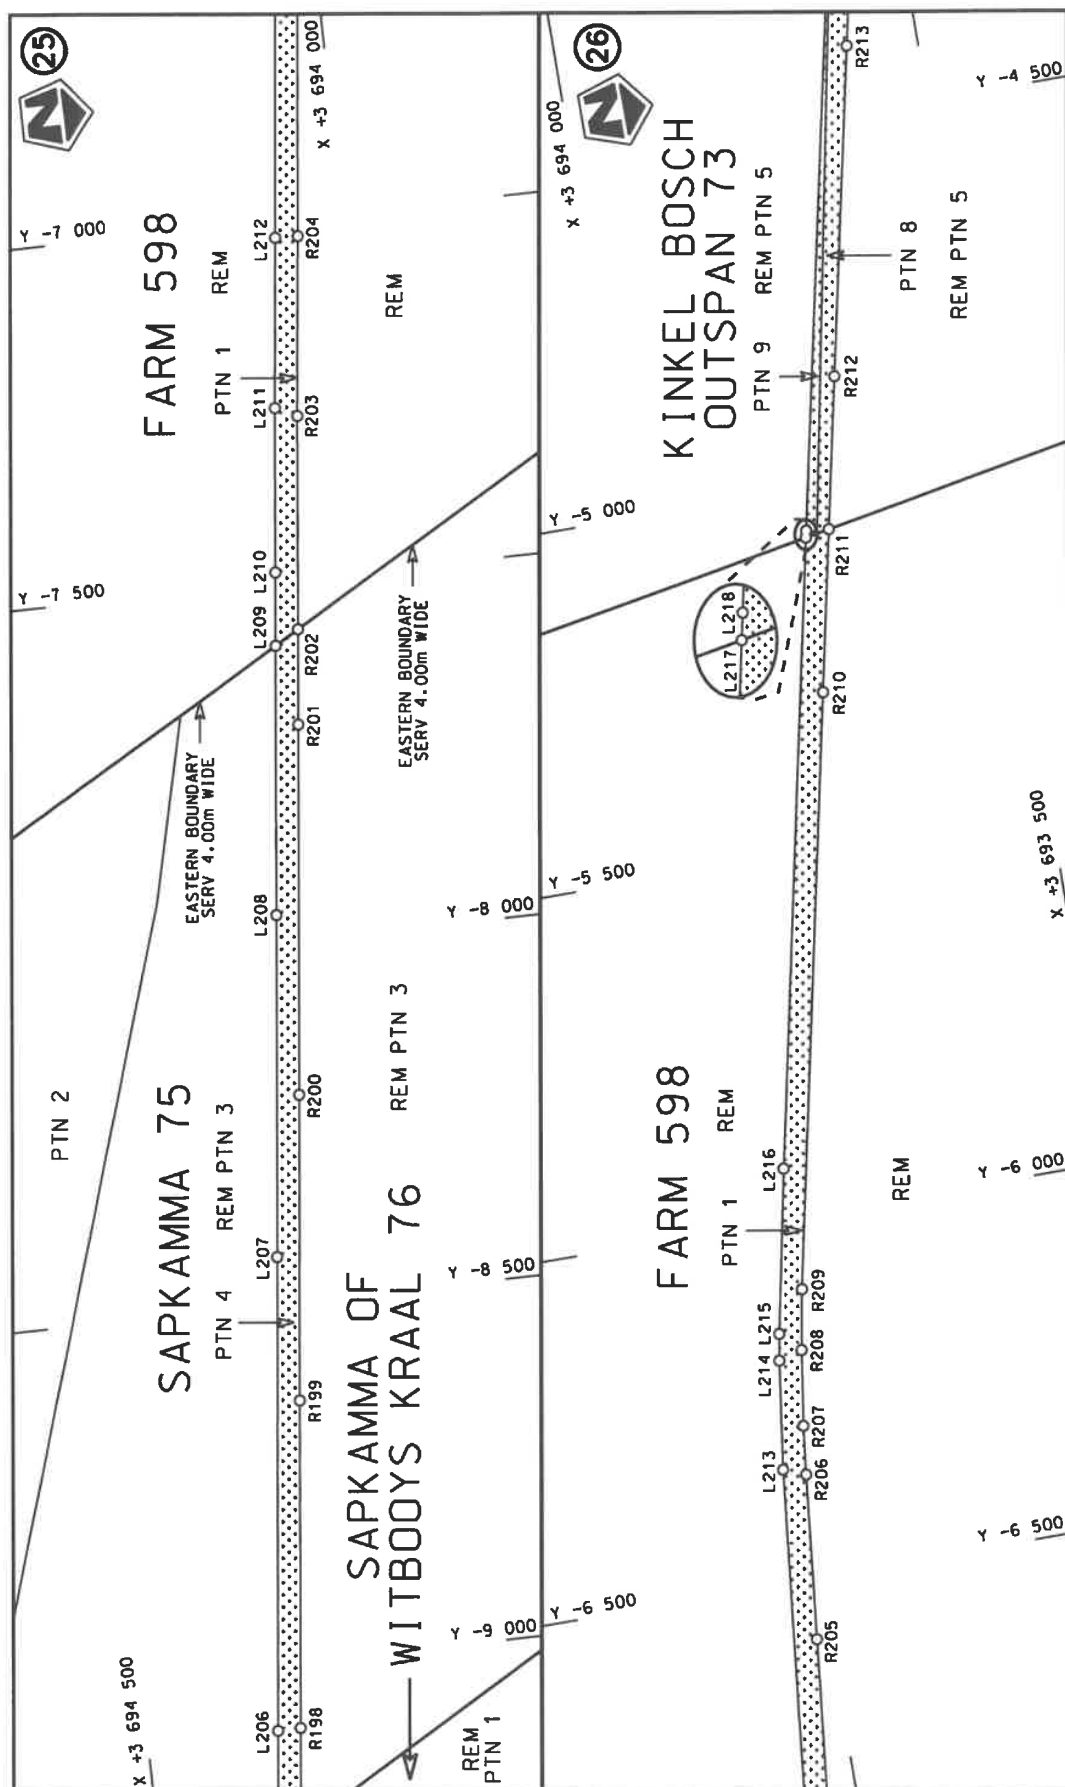 25
N
X +3 694 500
X +3 694 000
Y -7 000
Y -7 500
Y -8 000
Y -8 500
Y -9 000
FARM 598
PTN 1 REM
REM
PTN 2
SAPKAMMA 75
PTN 4 REM PTN 3
REM PTN 3
EASTERN BOUNDARY
SERV 4.00m WIDE
EASTERN BOUNDARY
SERV 4.00m WIDE
SAPKAMMA OF
WITBOOYS KRAAL 76
REM
PTN 1
L206
L207
L208
L209
L210
L211
L212
R198
R199
R200
R201
R202
R203
R204
26
N
X +3 694 000
X +3 693 500
Y -4 500
Y -5 000
Y -5 500
Y -6 000
Y -6 500
Y -6 500
KINKEL BOSCH
OUTSPAN 73
PTN 9 REM PTN 5
PTN 8
REM PTN 5
FARM 598
PTN 1 REM
REM
L213
L214
L215
L216
L217
L218
R205
R206
R207
R208
R209
R210
R211
R212
R213